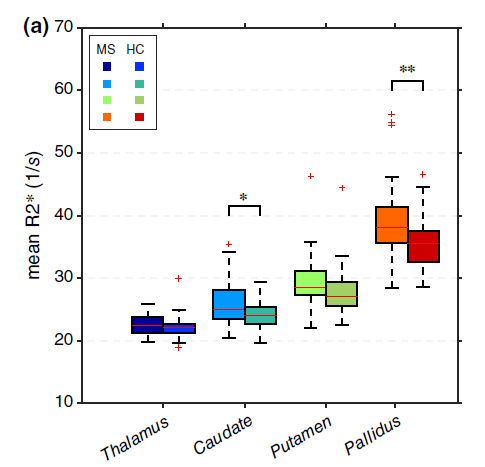 (a)
70
60
50
40
30
20
10
mean R2* (1/s)
MS HC
*
**
Thalamus
Caudate
Putamen
Pallidus